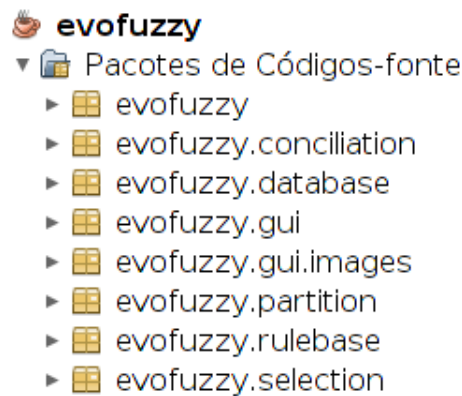 evofuzzy
Pacotes de Códigos-fonte
evofuzzy
evofuzzy.conciliation
evofuzzy.database
evofuzzy.gui
evofuzzy.gui.images
evofuzzy.partition
evofuzzy.rulebase
evofuzzy.selection